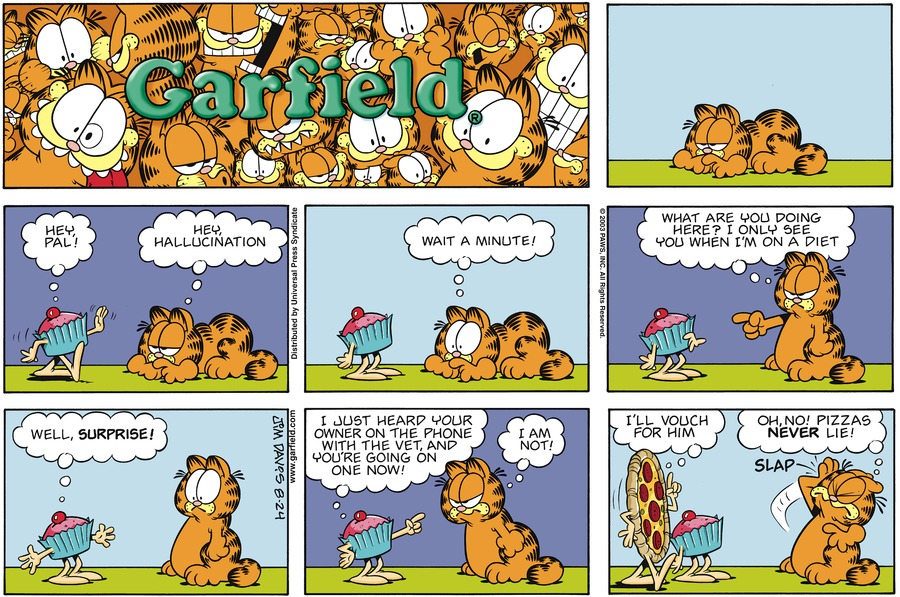 Garfield
®
HEY,
PAL!
HEY,
HALLUCINATION
Distributed by Universal Press Syndicate
WAIT A MINUTE!
© 2003 PAWS, INC. All Rights Reserved.
WHAT ARE YOU DOING
HERE? I ONLY SEE
YOU WHEN I'M ON A DIET
WELL, SURPRISE!
JIM DAVIS 8-24
www.garfield.com
I JUST HEARD YOUR
OWNER ON THE PHONE
WITH THE VET, AND
YOU'RE GOING ON
ONE NOW!
I AM
NOT!
I'LL VOUCH
FOR HIM
OH, NO! PIZZAS
NEVER LIE!
SLAP